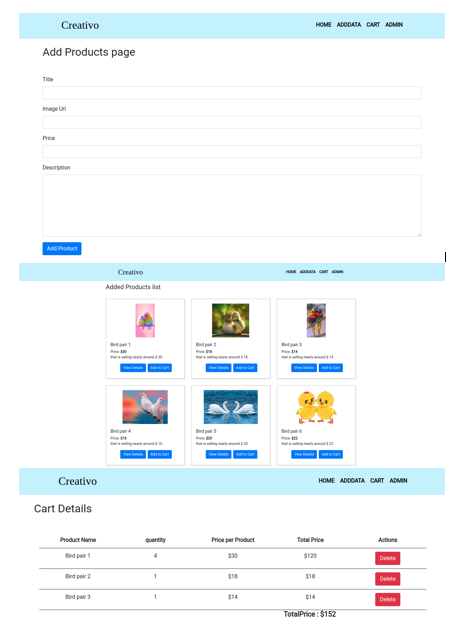 Creativo HOME ADDDATA CART ADMIN
Add Products page
Title
Image Url
Price
Description
Add Product
Creativo HOME ADDDATA CART ADMIN
Added Products list
Bird pair 1
Price: $30
that is selling nearly around $ 30
View Details Add to Cart
Bird pair 2
Price: $18
that is selling nearly around $ 18
View Details Add to Cart
Bird pair 3
Price: $14
that is selling nearly around $ 14
View Details Add to Cart
Bird pair 4
Price: $16
that is selling nearly around $ 16
View Details Add to Cart
Bird pair 5
Price: $20
that is selling nearly around $ 20
View Details Add to Cart
Bird pair 6
Price: $22
that is selling nearly around $ 22
View Details Add to Cart
Creativo HOME ADDDATA CART ADMIN
Cart Details
Product Name quantity Price per Product Total Price Actions
Bird pair 1 4 $30 $120 Delete
Bird pair 2 1 $18 $18 Delete
Bird pair 3 1 $14 $14 Delete
TotalPrice : $152